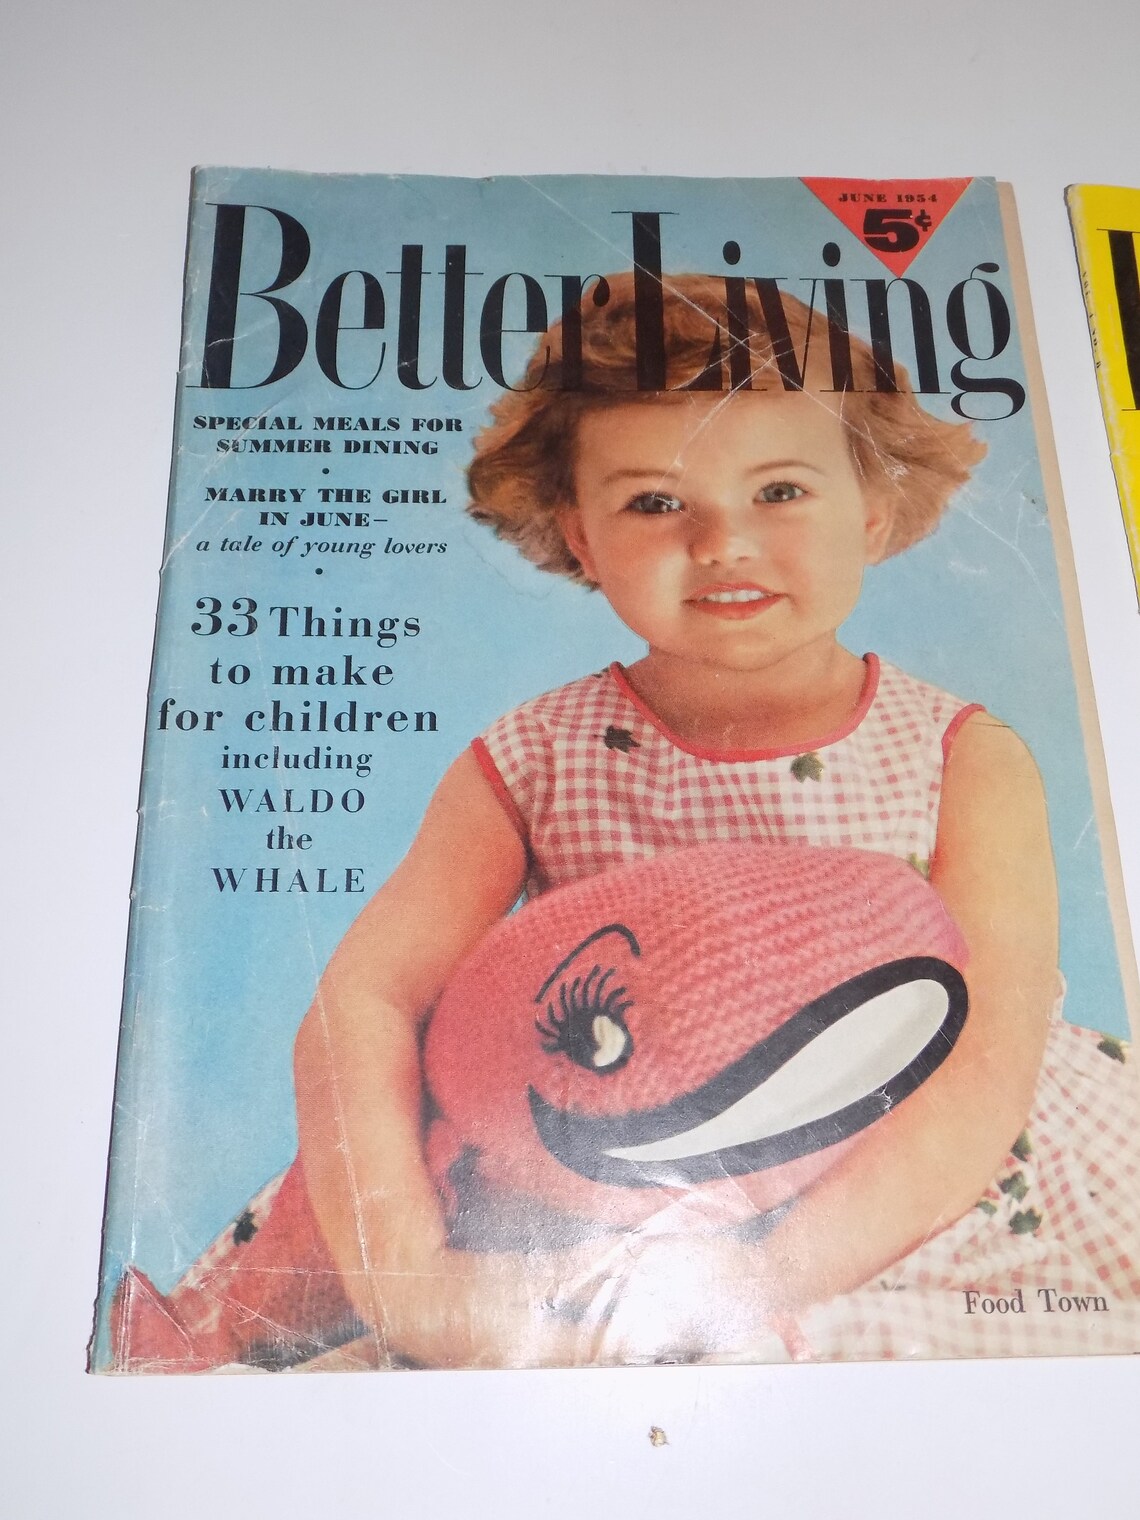 JUNE 1954
5¢
Better Living
SPECIAL MEALS FOR
SUMMER DINING
•
MARRY THE GIRL
IN JUNE–
a tale of young lovers
•
33 Things
to make
for children
including
WALDO
the
WHALE
Food Town